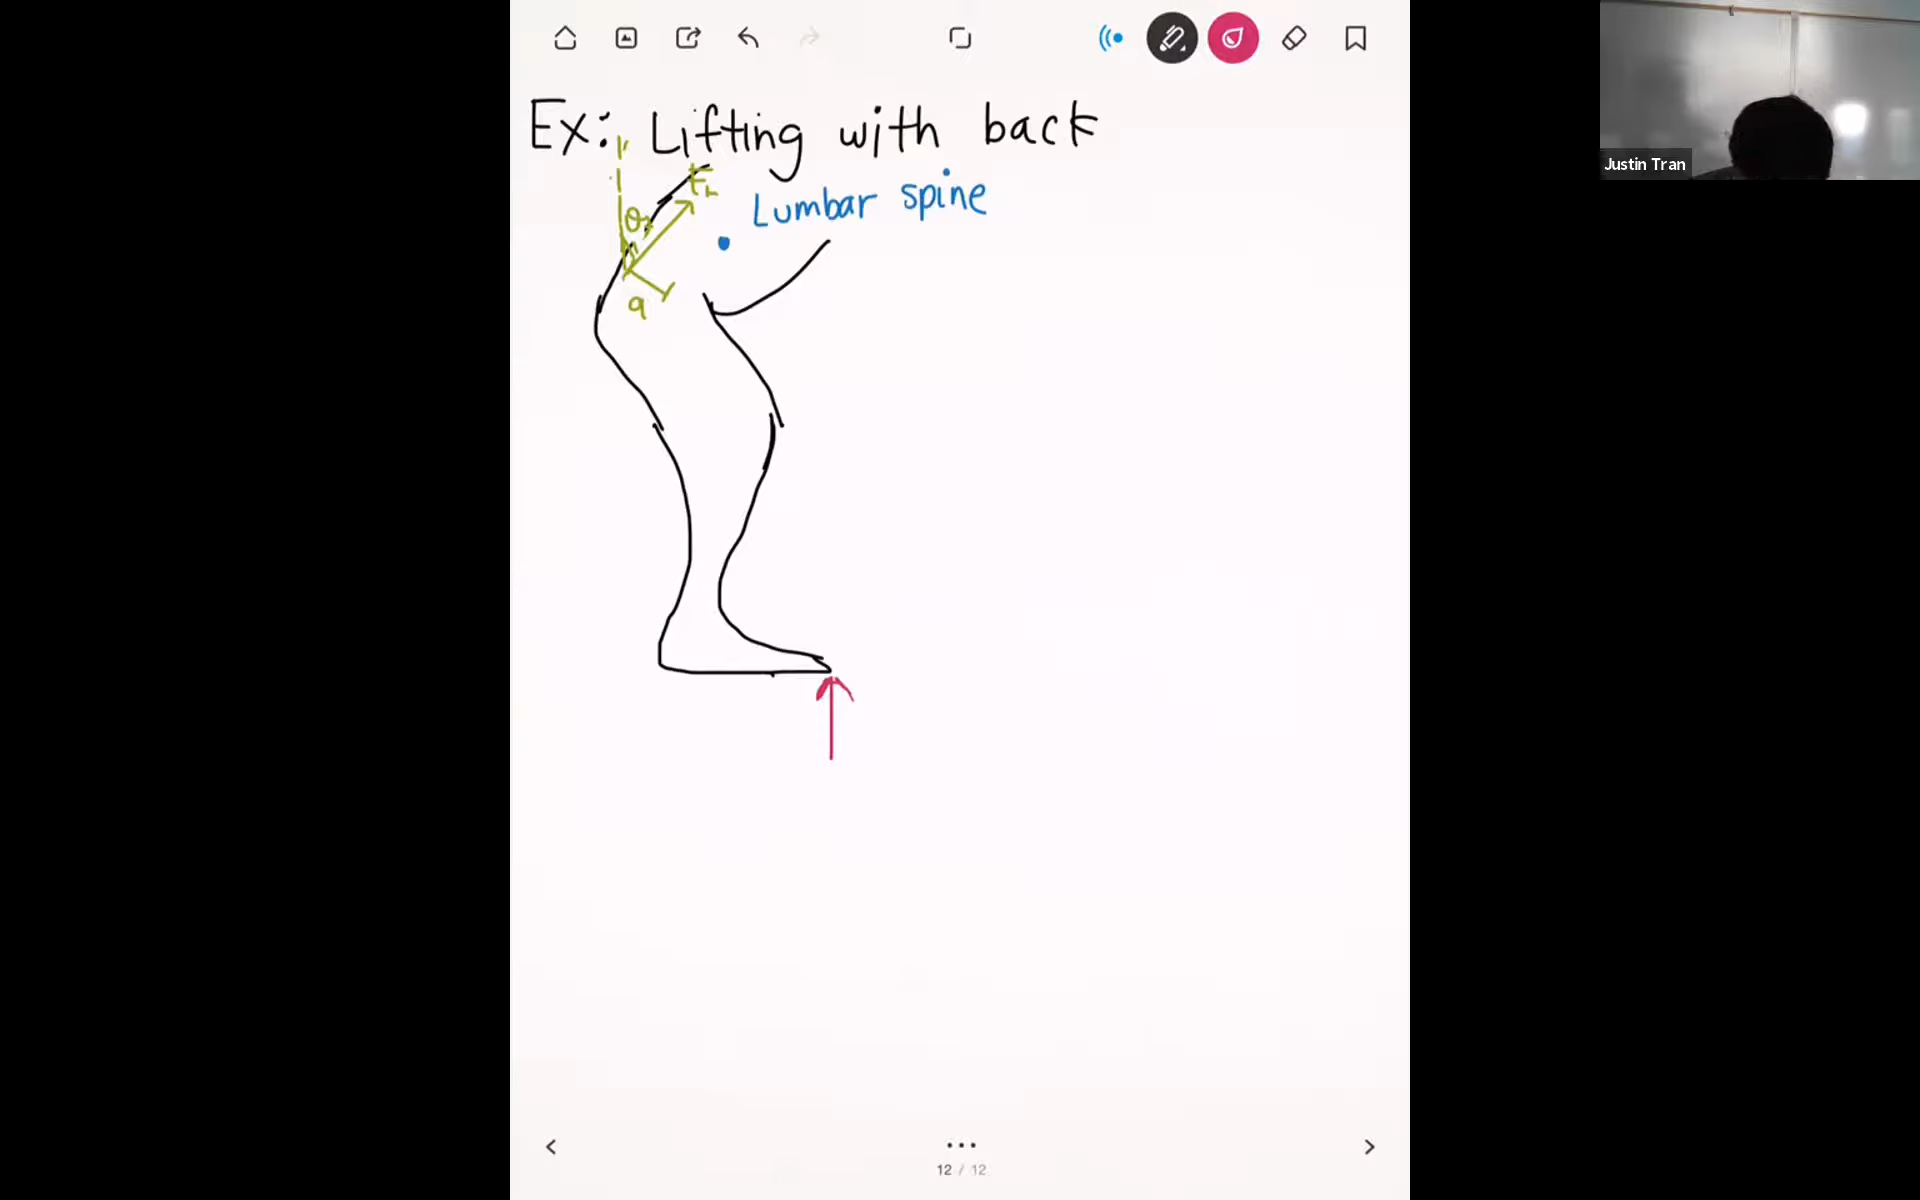 Ex: Lifting with back
Lumbar spine
θ
a
Justin Tran
12 / 12